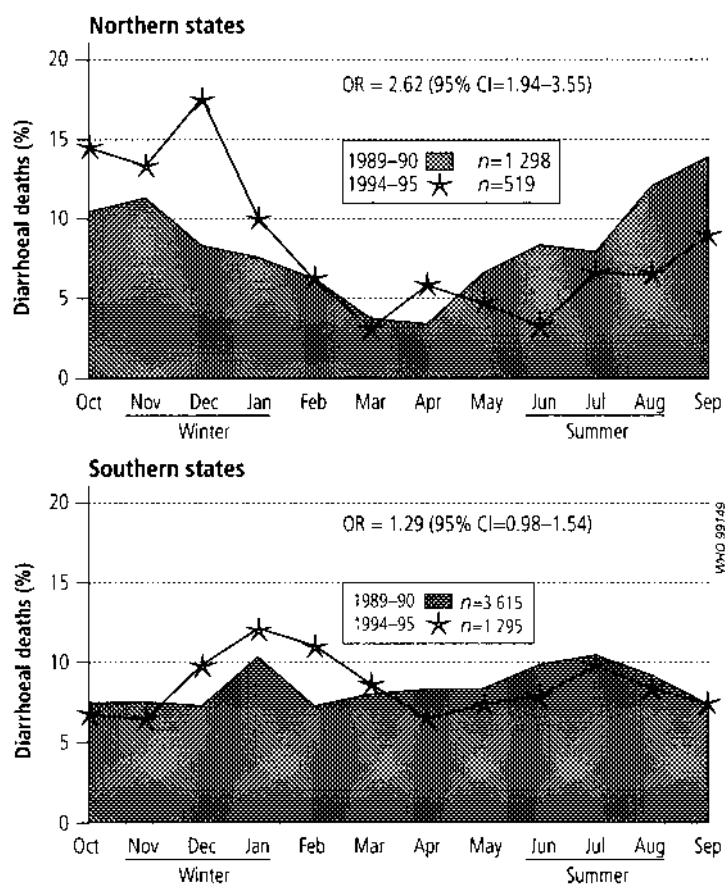 Northern states
Diarrhoeal deaths (%)
20
15
10
5
0
OR = 2.62 (95% CI=1.94–3.55)
1989–90 n=1 298
1994–95 n=519
Oct Nov Dec Jan Feb Mar Apr May Jun Jul Aug Sep
Winter Summer
Southern states
Diarrhoeal deaths (%)
20
15
10
5
0
OR = 1.29 (95% CI=0.98–1.54)
1989–90 n=3 615
1994–95 n=1 295
Oct Nov Dec Jan Feb Mar Apr May Jun Jul Aug Sep
Winter Summer
WHO 99149